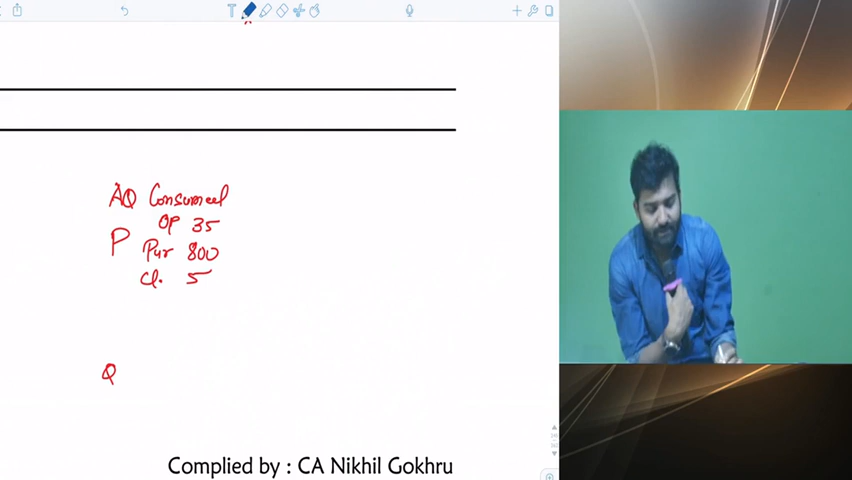 AQ Consumed
OP 35
P
Pur 800
Cl. 5
Q
Complied by : CA Nikhil Gokhru